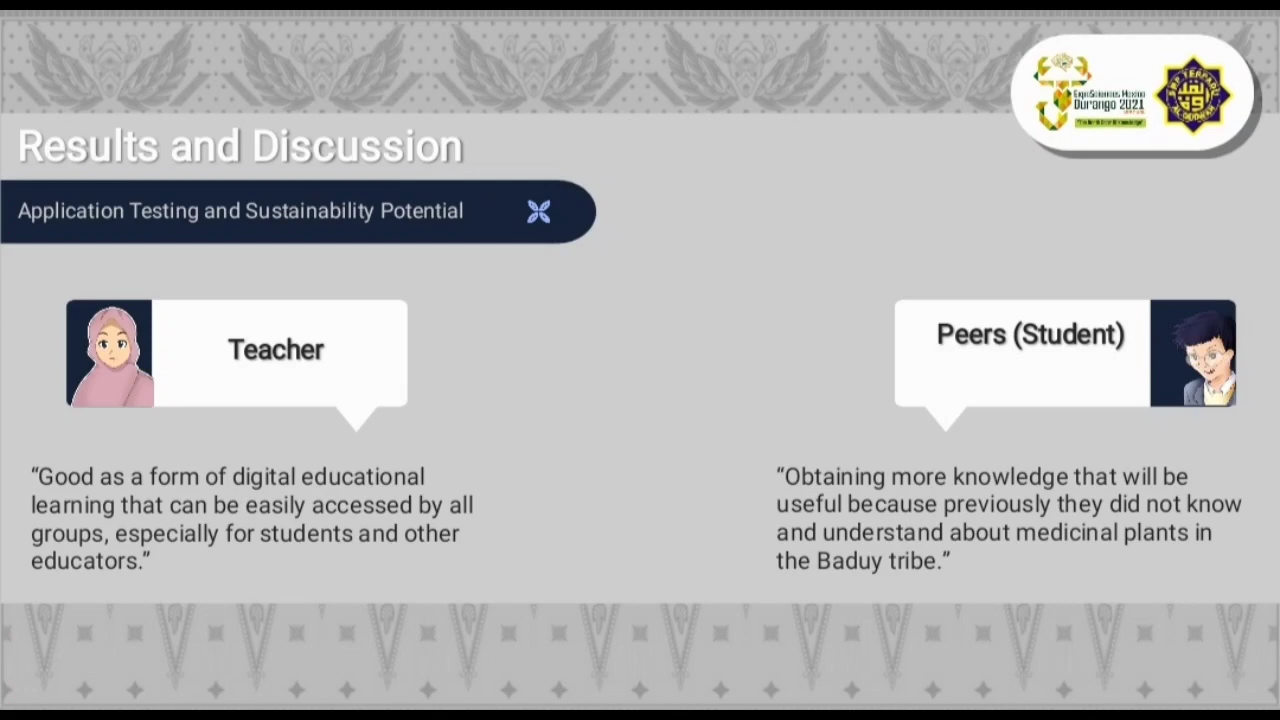 ExpoSciences Mexico
Durango 2021
Results and Discussion
Application Testing and Sustainability Potential
Teacher
Peers (Student)
“Good as a form of digital educational
learning that can be easily accessed by all
groups, especially for students and other
educators.”
“Obtaining more knowledge that will be
useful because previously they did not know
and understand about medicinal plants in
the Baduy tribe.”